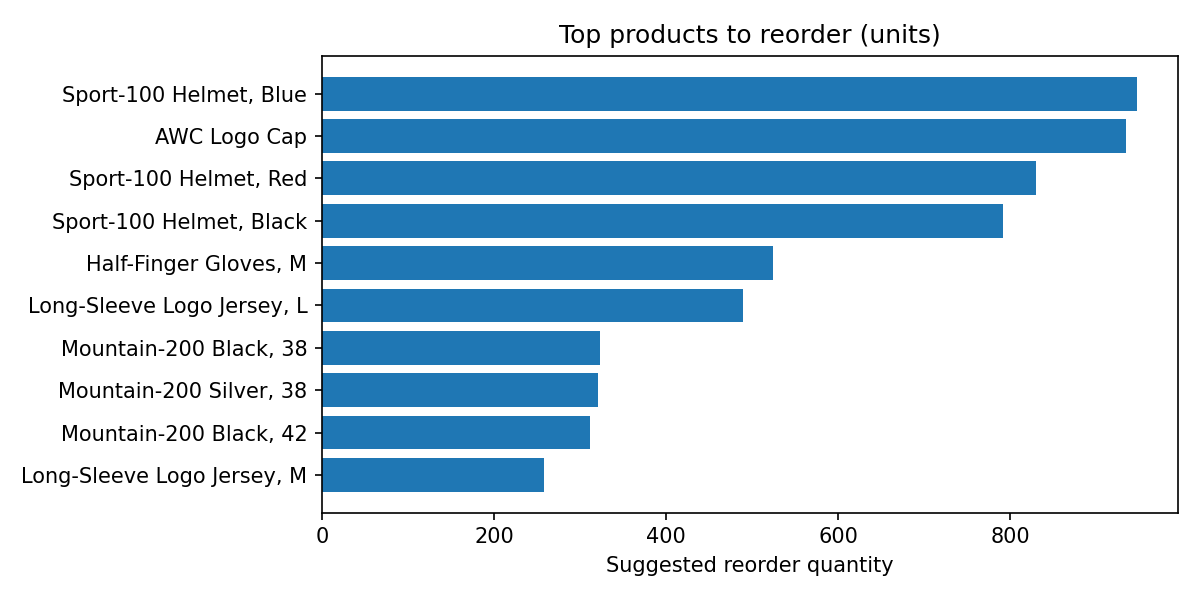 Top products to reorder (units)
Sport-100 Helmet, Blue
AWC Logo Cap
Sport-100 Helmet, Red
Sport-100 Helmet, Black
Half-Finger Gloves, M
Long-Sleeve Logo Jersey, L
Mountain-200 Black, 38
Mountain-200 Silver, 38
Mountain-200 Black, 42
Long-Sleeve Logo Jersey, M
0 200 400 600 800
Suggested reorder quantity